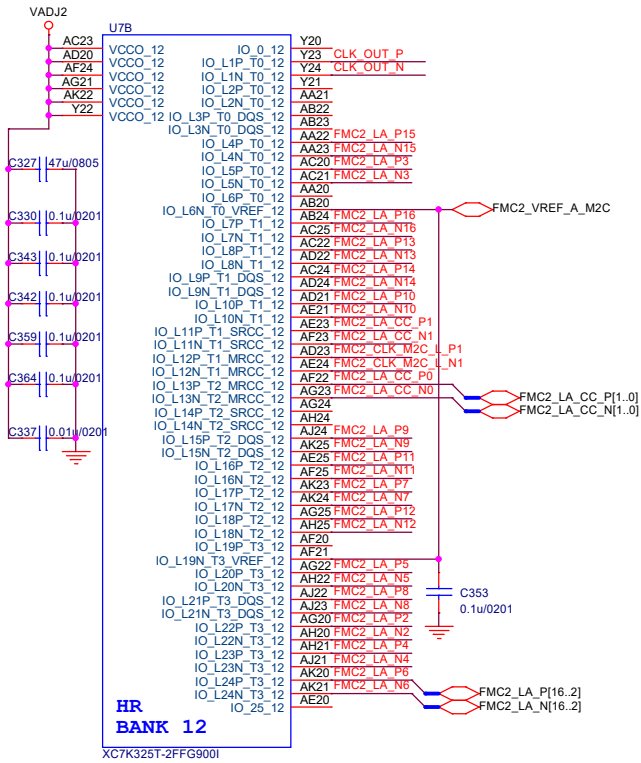 VADJ2
U7B
AC23 VCCO_12 IO_0_12 Y20
AD20 VCCO_12 IO_L1P_T0_12 Y23 CLK_OUT_P
AF24 VCCO_12 IO_L1N_T0_12 Y24 CLK_OUT_N
AG21 VCCO_12 IO_L2P_T0_12 Y21
AK22 VCCO_12 IO_L2N_T0_12 AA21
Y22 VCCO_12 IO_L3P_T0_DQS_12 AB22
IO_L3N_T0_DQS_12 AB23
IO_L4P_T0_12 AA22 FMC2_LA_P15
IO_L4N_T0_12 AA23 FMC2_LA_N15
C327 47u/0805 IO_L5P_T0_12 AC20 FMC2_LA_P3
IO_L5N_T0_12 AC21 FMC2_LA_N3
IO_L6P_T0_12 AA20
IO_L6N_T0_VREF_12 AB20 FMC2_VREF_A_M2C
C330 0.1u/0201 IO_L7P_T1_12 AB24 FMC2_LA_P16
IO_L7N_T1_12 AC25 FMC2_LA_N16
IO_L8P_T1_12 AC22 FMC2_LA_P13
C343 0.1u/0201 IO_L8N_T1_12 AD22 FMC2_LA_N13
IO_L9P_T1_DQS_12 AC24 FMC2_LA_P14
IO_L9N_T1_DQS_12 AD24 FMC2_LA_N14
C342 0.1u/0201 IO_L10P_T1_12 AD21 FMC2_LA_P10
IO_L10N_T1_12 AE21 FMC2_LA_N10
IO_L11P_T1_SRCC_12 AE23 FMC2_LA_CC_P1
C359 0.1u/0201 IO_L11N_T1_SRCC_12 AF23 FMC2_LA_CC_N1
IO_L12P_T1_MRCC_12 AD23 FMC2_CLK_M2C_L_P1
IO_L12N_T1_MRCC_12 AE24 FMC2_CLK_M2C_L_N1
C364 0.1u/0201 IO_L13P_T2_MRCC_12 AF22 FMC2_LA_CC_P0 FMC2_LA_CC_P[1..0]
IO_L13N_T2_MRCC_12 AG23 FMC2_LA_CC_N0 FMC2_LA_CC_N[1..0]
IO_L14P_T2_SRCC_12 AG24
IO_L14N_T2_SRCC_12 AH24
C337 0.01u/0201 IO_L15P_T2_DQS_12 AJ24 FMC2_LA_P9
IO_L15N_T2_DQS_12 AK25 FMC2_LA_N9
IO_L16P_T2_12 AE25 FMC2_LA_P11
IO_L16N_T2_12 AF25 FMC2_LA_N11
IO_L17P_T2_12 AK23 FMC2_LA_P7
IO_L17N_T2_12 AK24 FMC2_LA_N7
IO_L18P_T2_12 AG25 FMC2_LA_P12
IO_L18N_T2_12 AH25 FMC2_LA_N12
IO_L19P_T3_12 AF20
IO_L19N_T3_VREF_12 AF21
IO_L20P_T3_12 AG22 FMC2_LA_P5
IO_L20N_T3_12 AH22 FMC2_LA_N5
IO_L21P_T3_DQS_12 AJ22 FMC2_LA_P8 C353
IO_L21N_T3_DQS_12 AJ23 FMC2_LA_N8 0.1u/0201
IO_L22P_T3_12 AG20 FMC2_LA_P2
IO_L22N_T3_12 AH20 FMC2_LA_N2
IO_L23P_T3_12 AH21 FMC2_LA_P4
IO_L23N_T3_12 AJ21 FMC2_LA_N4
IO_L24P_T3_12 AK20 FMC2_LA_P6 FMC2_LA_P[16..2]
IO_L24N_T3_12 AK21 FMC2_LA_N6 FMC2_LA_N[16..2]
IO_25_12 AE20
HR
BANK 12
XC7K325T-2FFG900I